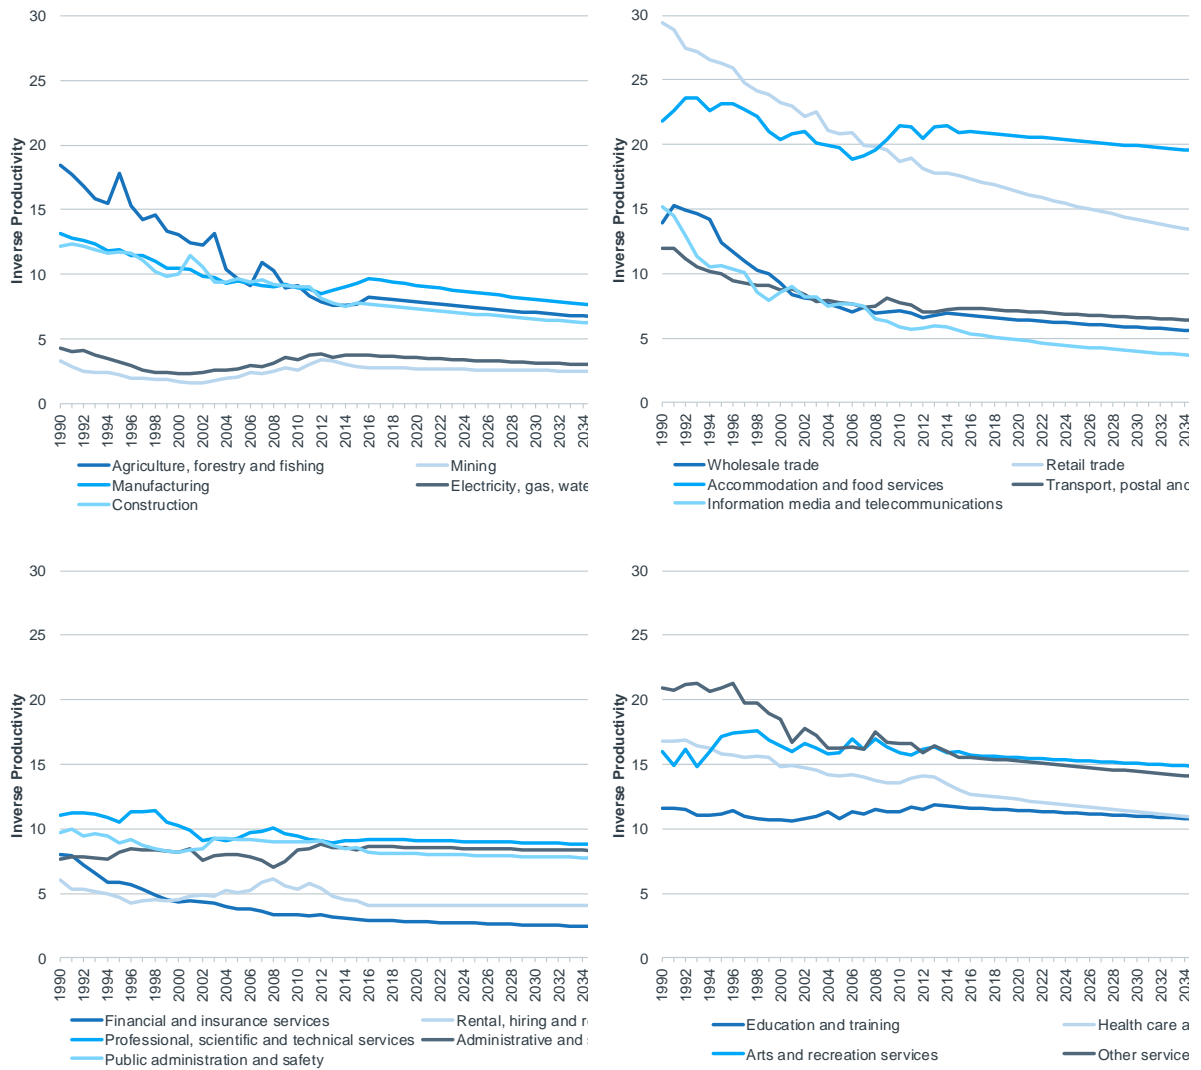 30
25
20
15
10
5
0
Inverse Productivity
1990 1992 1994 1996 1998 2000 2002 2004 2006 2008 2010 2012 2014 2016 2018 2020 2022 2024 2026 2028 2030 2032 2034
Agriculture, forestry and fishing Mining
Manufacturing Electricity, gas, wate
Construction
30
25
20
15
10
5
0
Inverse Productivity
1990 1992 1994 1996 1998 2000 2002 2004 2006 2008 2010 2012 2014 2016 2018 2020 2022 2024 2026 2028 2030 2032 2034
Wholesale trade Retail trade
Accommodation and food services Transport, postal and
Information media and telecommunications
30
25
20
15
10
5
0
Inverse Productivity
1990 1992 1994 1996 1998 2000 2002 2004 2006 2008 2010 2012 2014 2016 2018 2020 2022 2024 2026 2028 2030 2032 2034
Financial and insurance services Rental, hiring and r
Professional, scientific and technical services Administrative and
Public administration and safety
30
25
20
15
10
5
0
Inverse Productivity
1990 1992 1994 1996 1998 2000 2002 2004 2006 2008 2010 2012 2014 2016 2018 2020 2022 2024 2026 2028 2030 2032 2034
Education and training Health care a
Arts and recreation services Other service